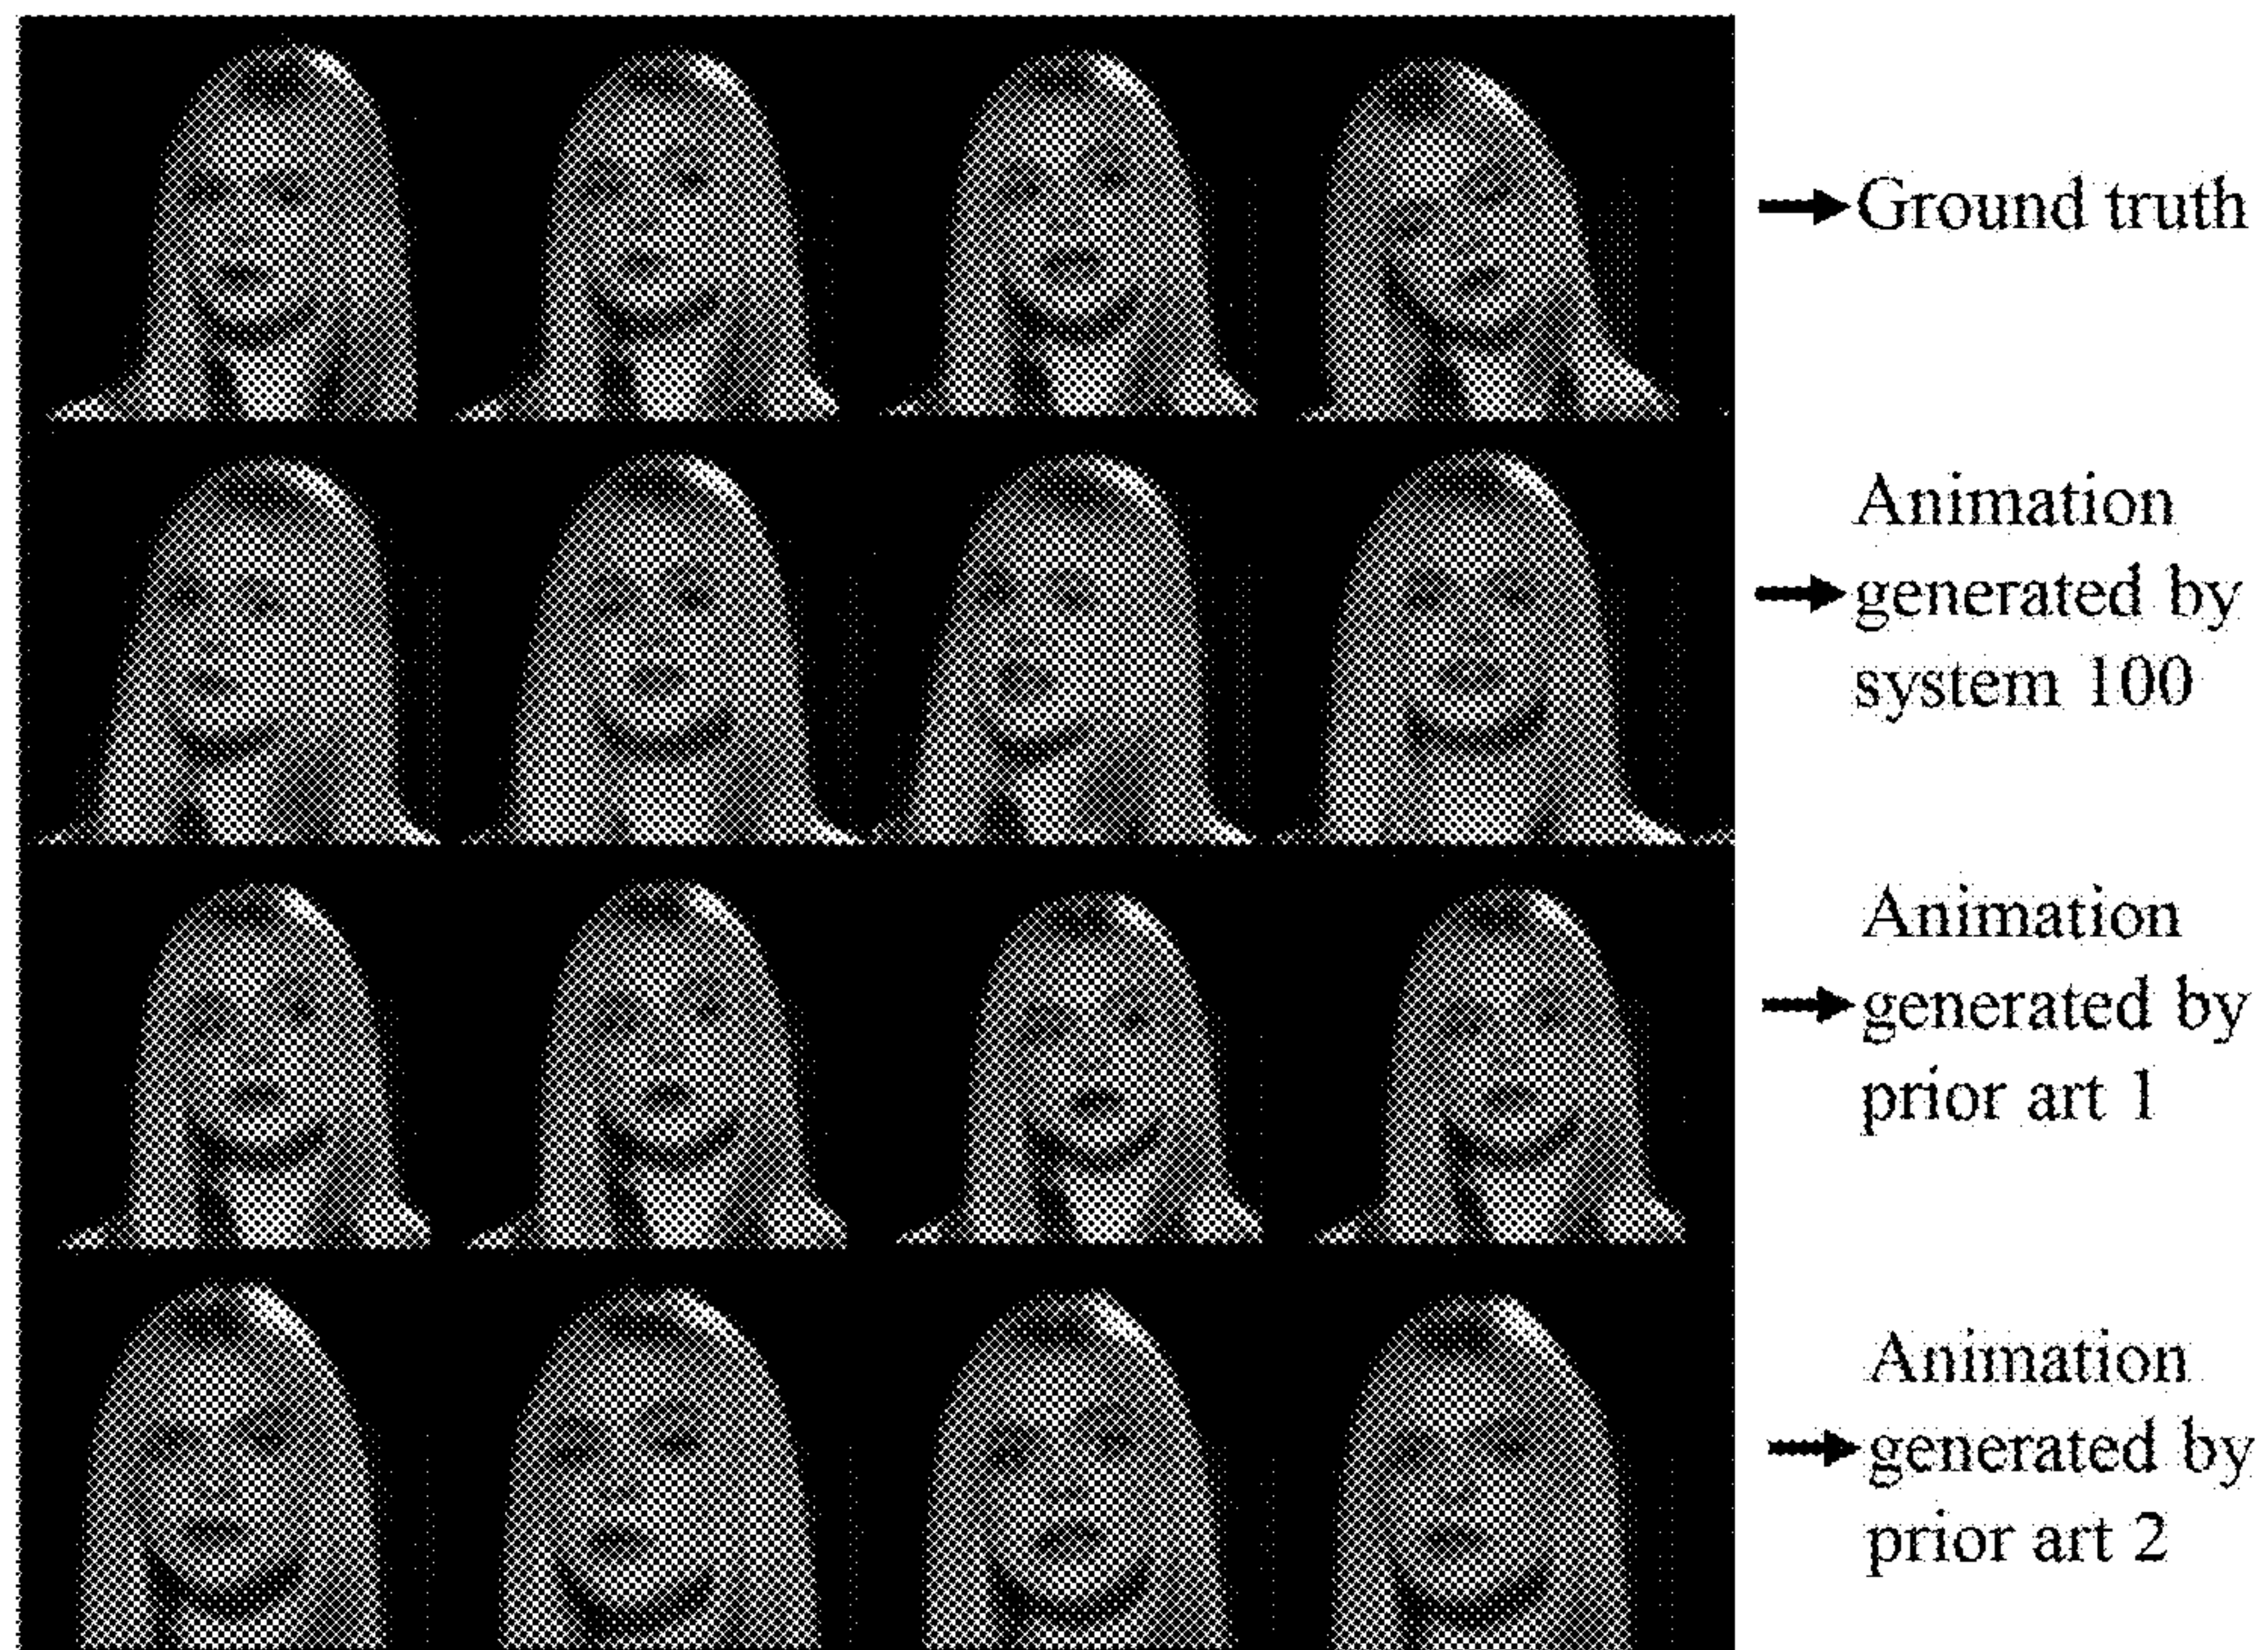 Ground truth
Animation
generated by
system 100
Animation
generated by
prior art 1
Animation
generated by
prior art 2